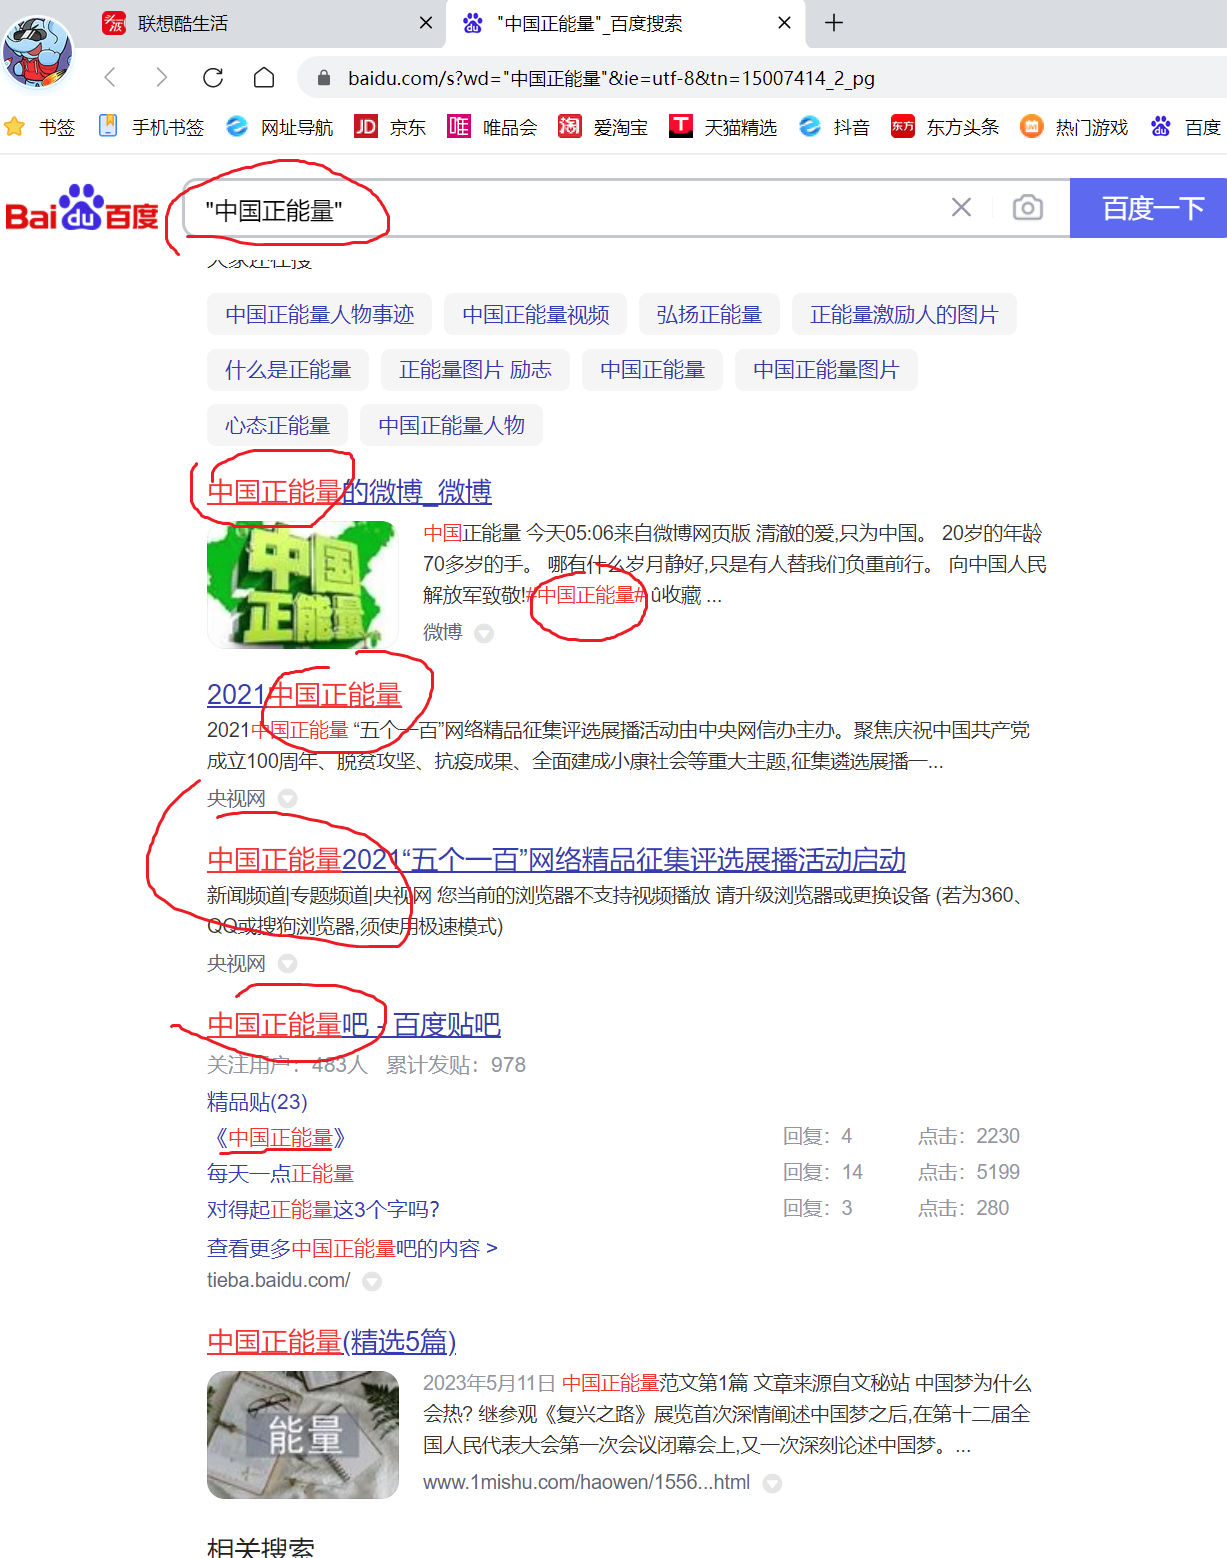 联想酷生活
"中国正能量"_百度搜索
baidu.com/s?wd="中国正能量"&ie=utf-8&tn=15007414_2_pg
书签 手机书签 网址导航 JD 京东 唯 唯品会 淘 爱淘宝 T 天猫精选 抖音 东方 东方头条 热门游戏 du 百度
Bai du 百度 "中国正能量" 百度一下
大家还在搜
中国正能量人物事迹 中国正能量视频 弘扬正能量 正能量激励人的图片
什么是正能量 正能量图片 励志 中国正能量 中国正能量图片
心态正能量 中国正能量人物
中国正能量的微博_微博
中国
正能量
中国正能量 今天05:06来自微博网页版 清澈的爱,只为中国。 20岁的年龄
70多岁的手。 哪有什么岁月静好,只是有人替我们负重前行。 向中国人民
解放军致敬!#中国正能量# û收藏 ...
微博
2021中国正能量
2021中国正能量 “五个一百”网络精品征集评选展播活动由中央网信办主办。聚焦庆祝中国共产党
成立100周年、脱贫攻坚、抗疫成果、全面建成小康社会等重大主题,征集遴选展播一...
央视网
中国正能量2021“五个一百”网络精品征集评选展播活动启动
新闻频道|专题频道|央视网 您当前的浏览器不支持视频播放 请升级浏览器或更换设备 (若为360、
QQ或搜狗浏览器,须使用极速模式)
央视网
中国正能量吧 - 百度贴吧
关注用户：483人 累计发贴：978
精品贴(23)
《中国正能量》 回复：4 点击：2230
每天一点正能量 回复：14 点击：5199
对得起正能量这3个字吗? 回复：3 点击：280
查看更多中国正能量吧的内容 >
tieba.baidu.com/
中国正能量(精选5篇)
能量
2023年5月11日 中国正能量范文第1篇 文章来源自文秘站 中国梦为什么
会热? 继参观《复兴之路》展览首次深情阐述中国梦之后,在第十二届全
国人民代表大会第一次会议闭幕会上,又一次深刻论述中国梦。...
www.1mishu.com/haowen/1556...html
相关搜索